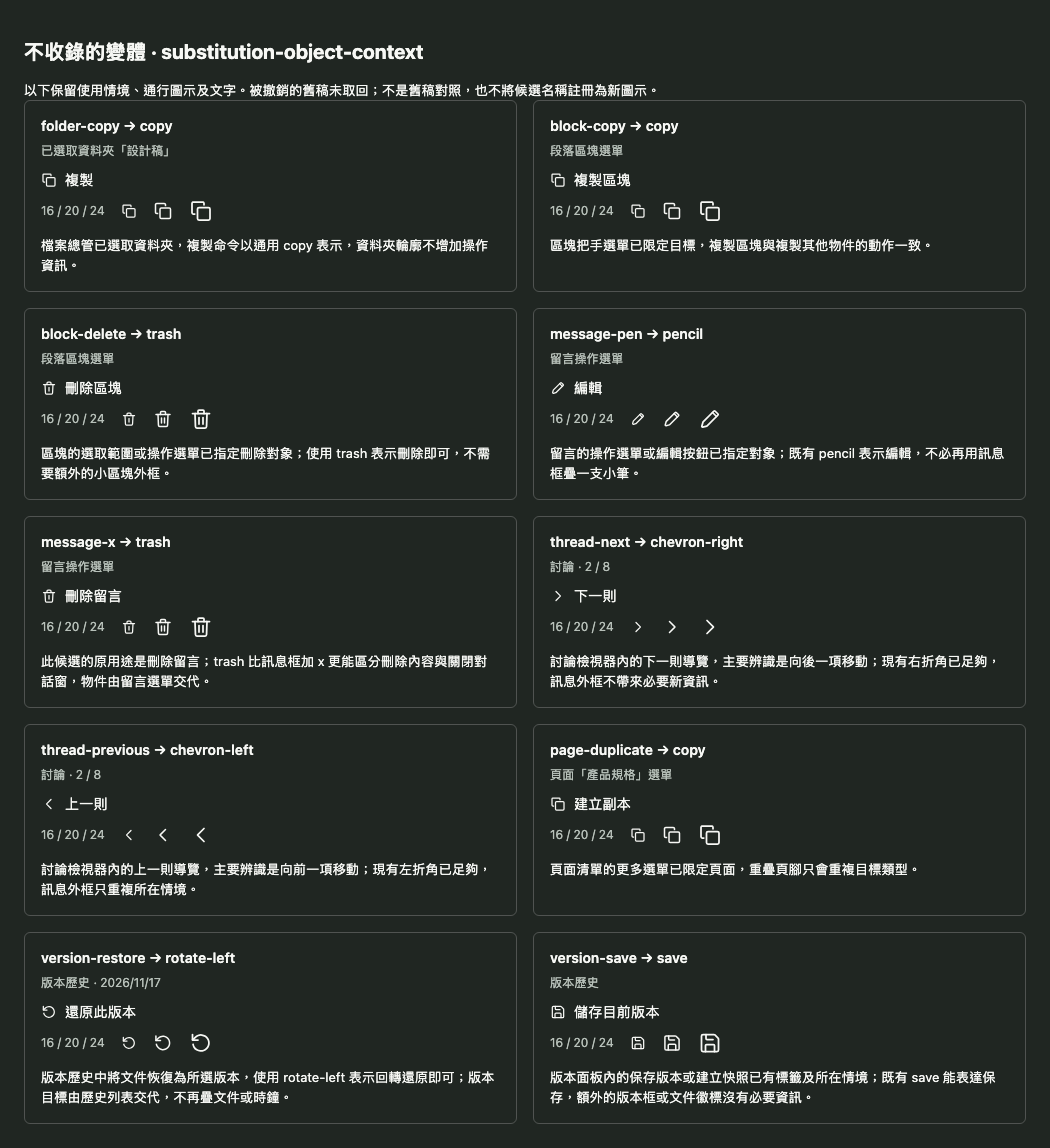 不收錄的變體 · substitution-object-context
以下保留使用情境、通行圖示及文字。被撤銷的舊稿未取回；不是舊稿對照，也不將候選名稱註冊為新圖示。
folder-copy → copy
已選取資料夾「設計稿」
複製
16 / 20 / 24
檔案總管已選取資料夾，複製命令以通用 copy 表示，資料夾輪廓不增加操作
資訊。
block-copy → copy
段落區塊選單
複製區塊
16 / 20 / 24
區塊把手選單已限定目標，複製區塊與複製其他物件的動作一致。
block-delete → trash
段落區塊選單
刪除區塊
16 / 20 / 24
區塊的選取範圍或操作選單已指定刪除對象；使用 trash 表示刪除即可，不需
要額外的小區塊外框。
message-pen → pencil
留言操作選單
編輯
16 / 20 / 24
留言的操作選單或編輯按鈕已指定對象；既有 pencil 表示編輯，不必再用訊息
框疊一支小筆。
message-x → trash
留言操作選單
刪除留言
16 / 20 / 24
此候選的原用途是刪除留言；trash 比訊息框加 x 更能區分刪除內容與關閉對
話窗，物件由留言選單交代。
thread-next → chevron-right
討論 · 2 / 8
下一則
16 / 20 / 24
討論檢視器內的下一則導覽，主要辨識是向後一項移動；現有右折角已足夠，
訊息外框不帶來必要新資訊。
thread-previous → chevron-left
討論 · 2 / 8
上一則
16 / 20 / 24
討論檢視器內的上一則導覽，主要辨識是向前一項移動；現有左折角已足夠，
訊息外框只重複所在情境。
page-duplicate → copy
頁面「產品規格」選單
建立副本
16 / 20 / 24
頁面清單的更多選單已限定頁面，重疊頁腳只會重複目標類型。
version-restore → rotate-left
版本歷史 · 2026/11/17
還原此版本
16 / 20 / 24
版本歷史中將文件恢復為所選版本，使用 rotate-left 表示回轉還原即可；版本
目標由歷史列表交代，不再疊文件或時鐘。
version-save → save
版本歷史
儲存目前版本
16 / 20 / 24
版本面板內的保存版本或建立快照已有標籤及所在情境；既有 save 能表達保
存，額外的版本框或文件徽標沒有必要資訊。